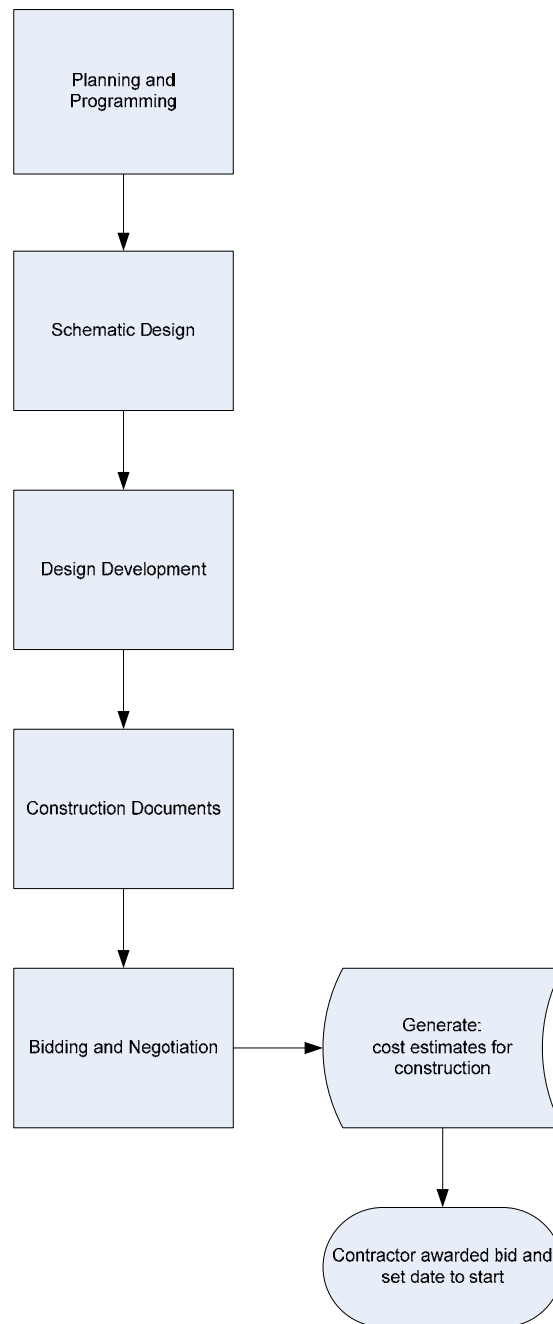 Planning and
Programming
Schematic Design
Design Development
Construction Documents
Bidding and Negotiation
Generate:
cost estimates for
construction
Contractor awarded bid and
set date to start